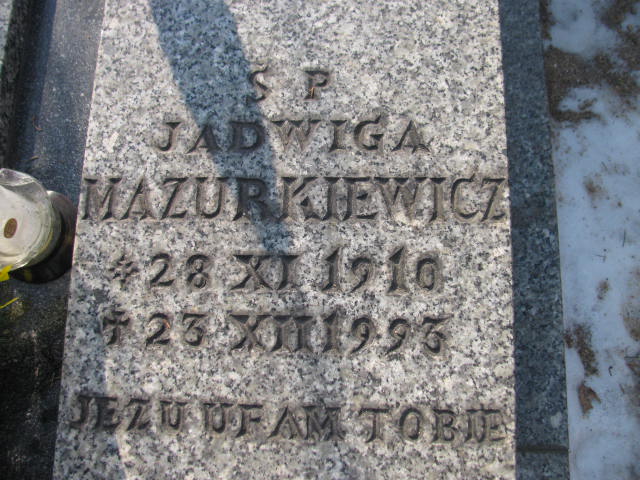 Ś P
JADWIGA
MAZURKIEWICZ
* 28 XI 1910
† 23 XII 1993
JEZU UFAM TOBIE